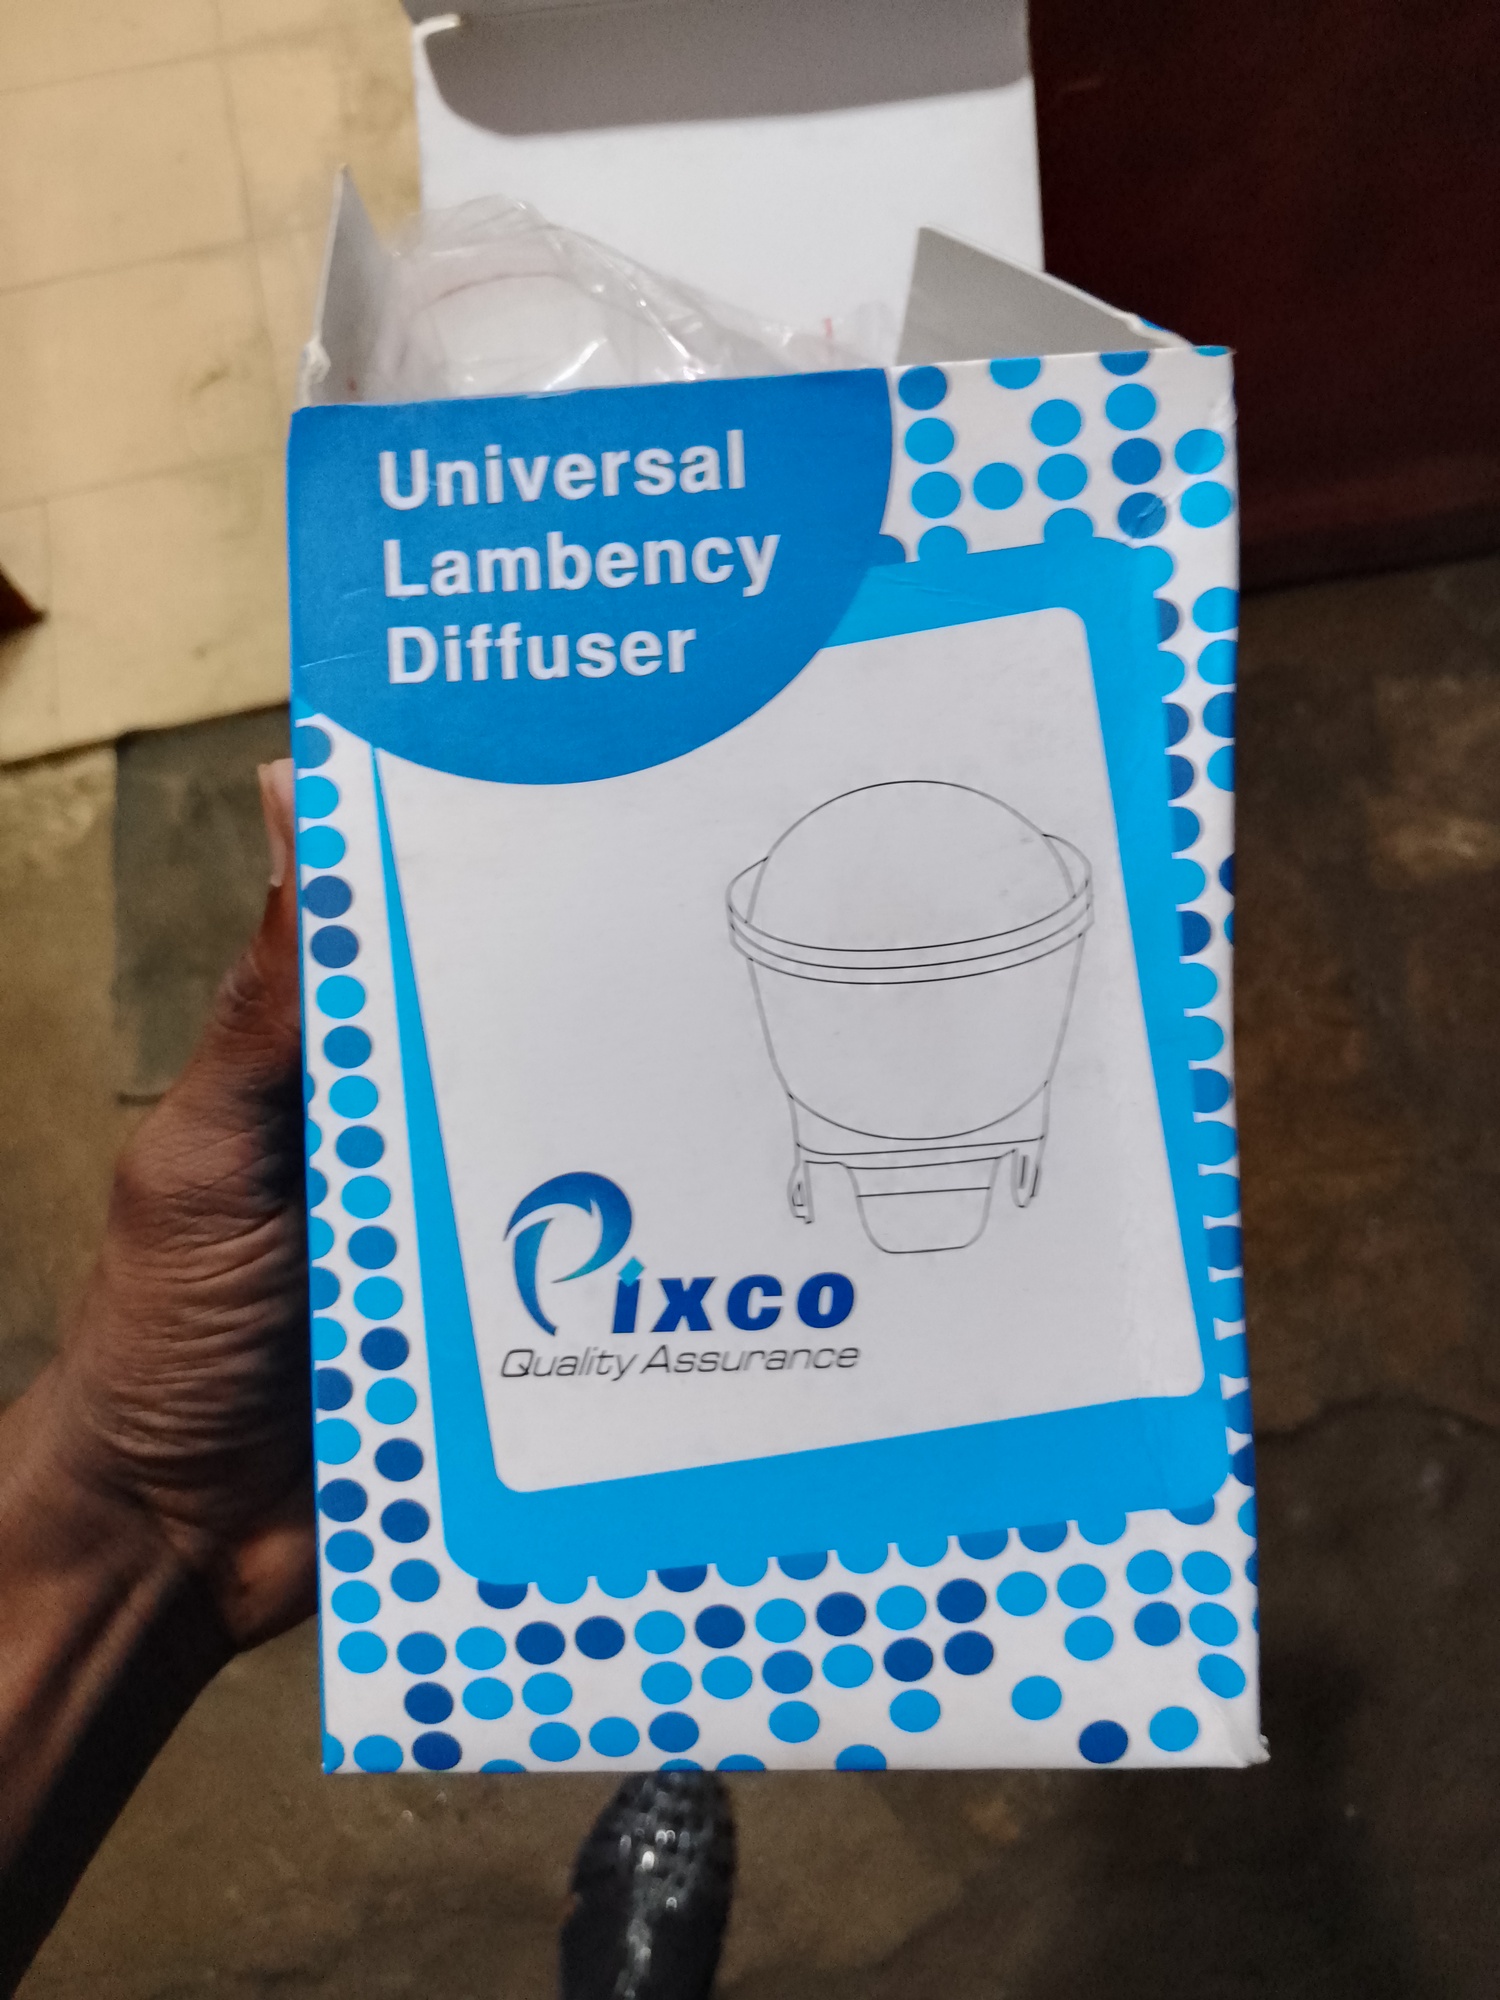 Universal
Lambency
Diffuser
Pixco
Quality Assurance